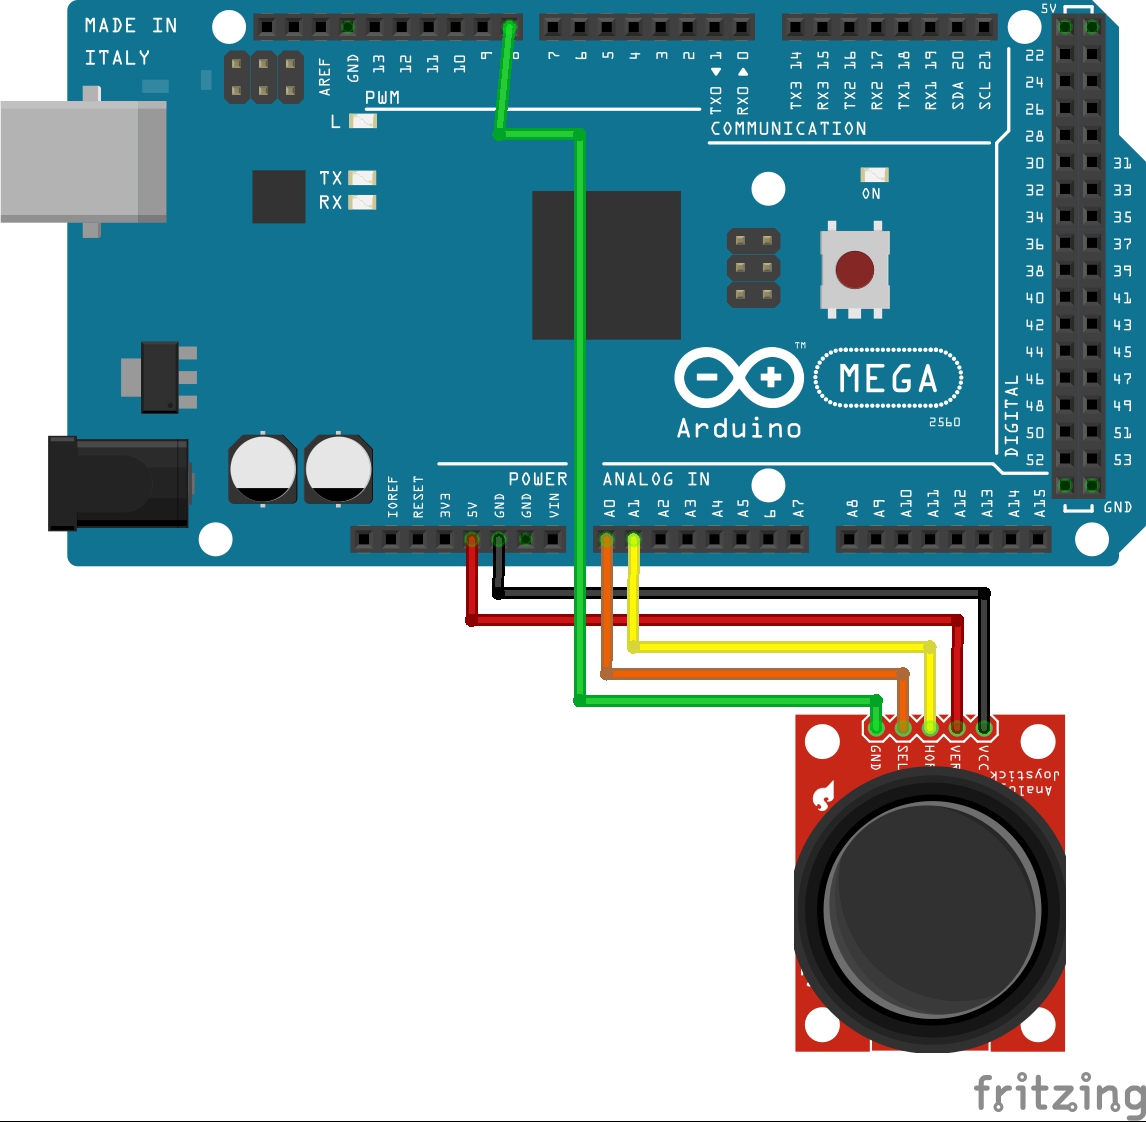 MADE IN
ITALY
AREF
GND
13
12
11
10
9
8
7
6
5
4
3
2
TX0 1
RX0 0
TX3 14
RX3 15
TX2 16
RX2 17
TX1 18
RX1 19
SDA 20
SCL 21
5V
PWM
COMMUNICATION
L
TX
RX
ON
22
24
26
28
30 31
32 33
34 35
36 37
38 39
40 41
42 43
44 45
46 47
48 49
50 51
52 53
DIGITAL
GND
TM
MEGA
2560
Arduino
POWER
ANALOG IN
IOREF
RESET
3V3
5V
GND
GND
VIN
A0
A1
A2
A3
A4
A5
6
A7
A8
A9
A10
A11
A12
A13
A14
A15
GND
SEL
HOR
VER
VCC
Analog
Joystick
fritzing